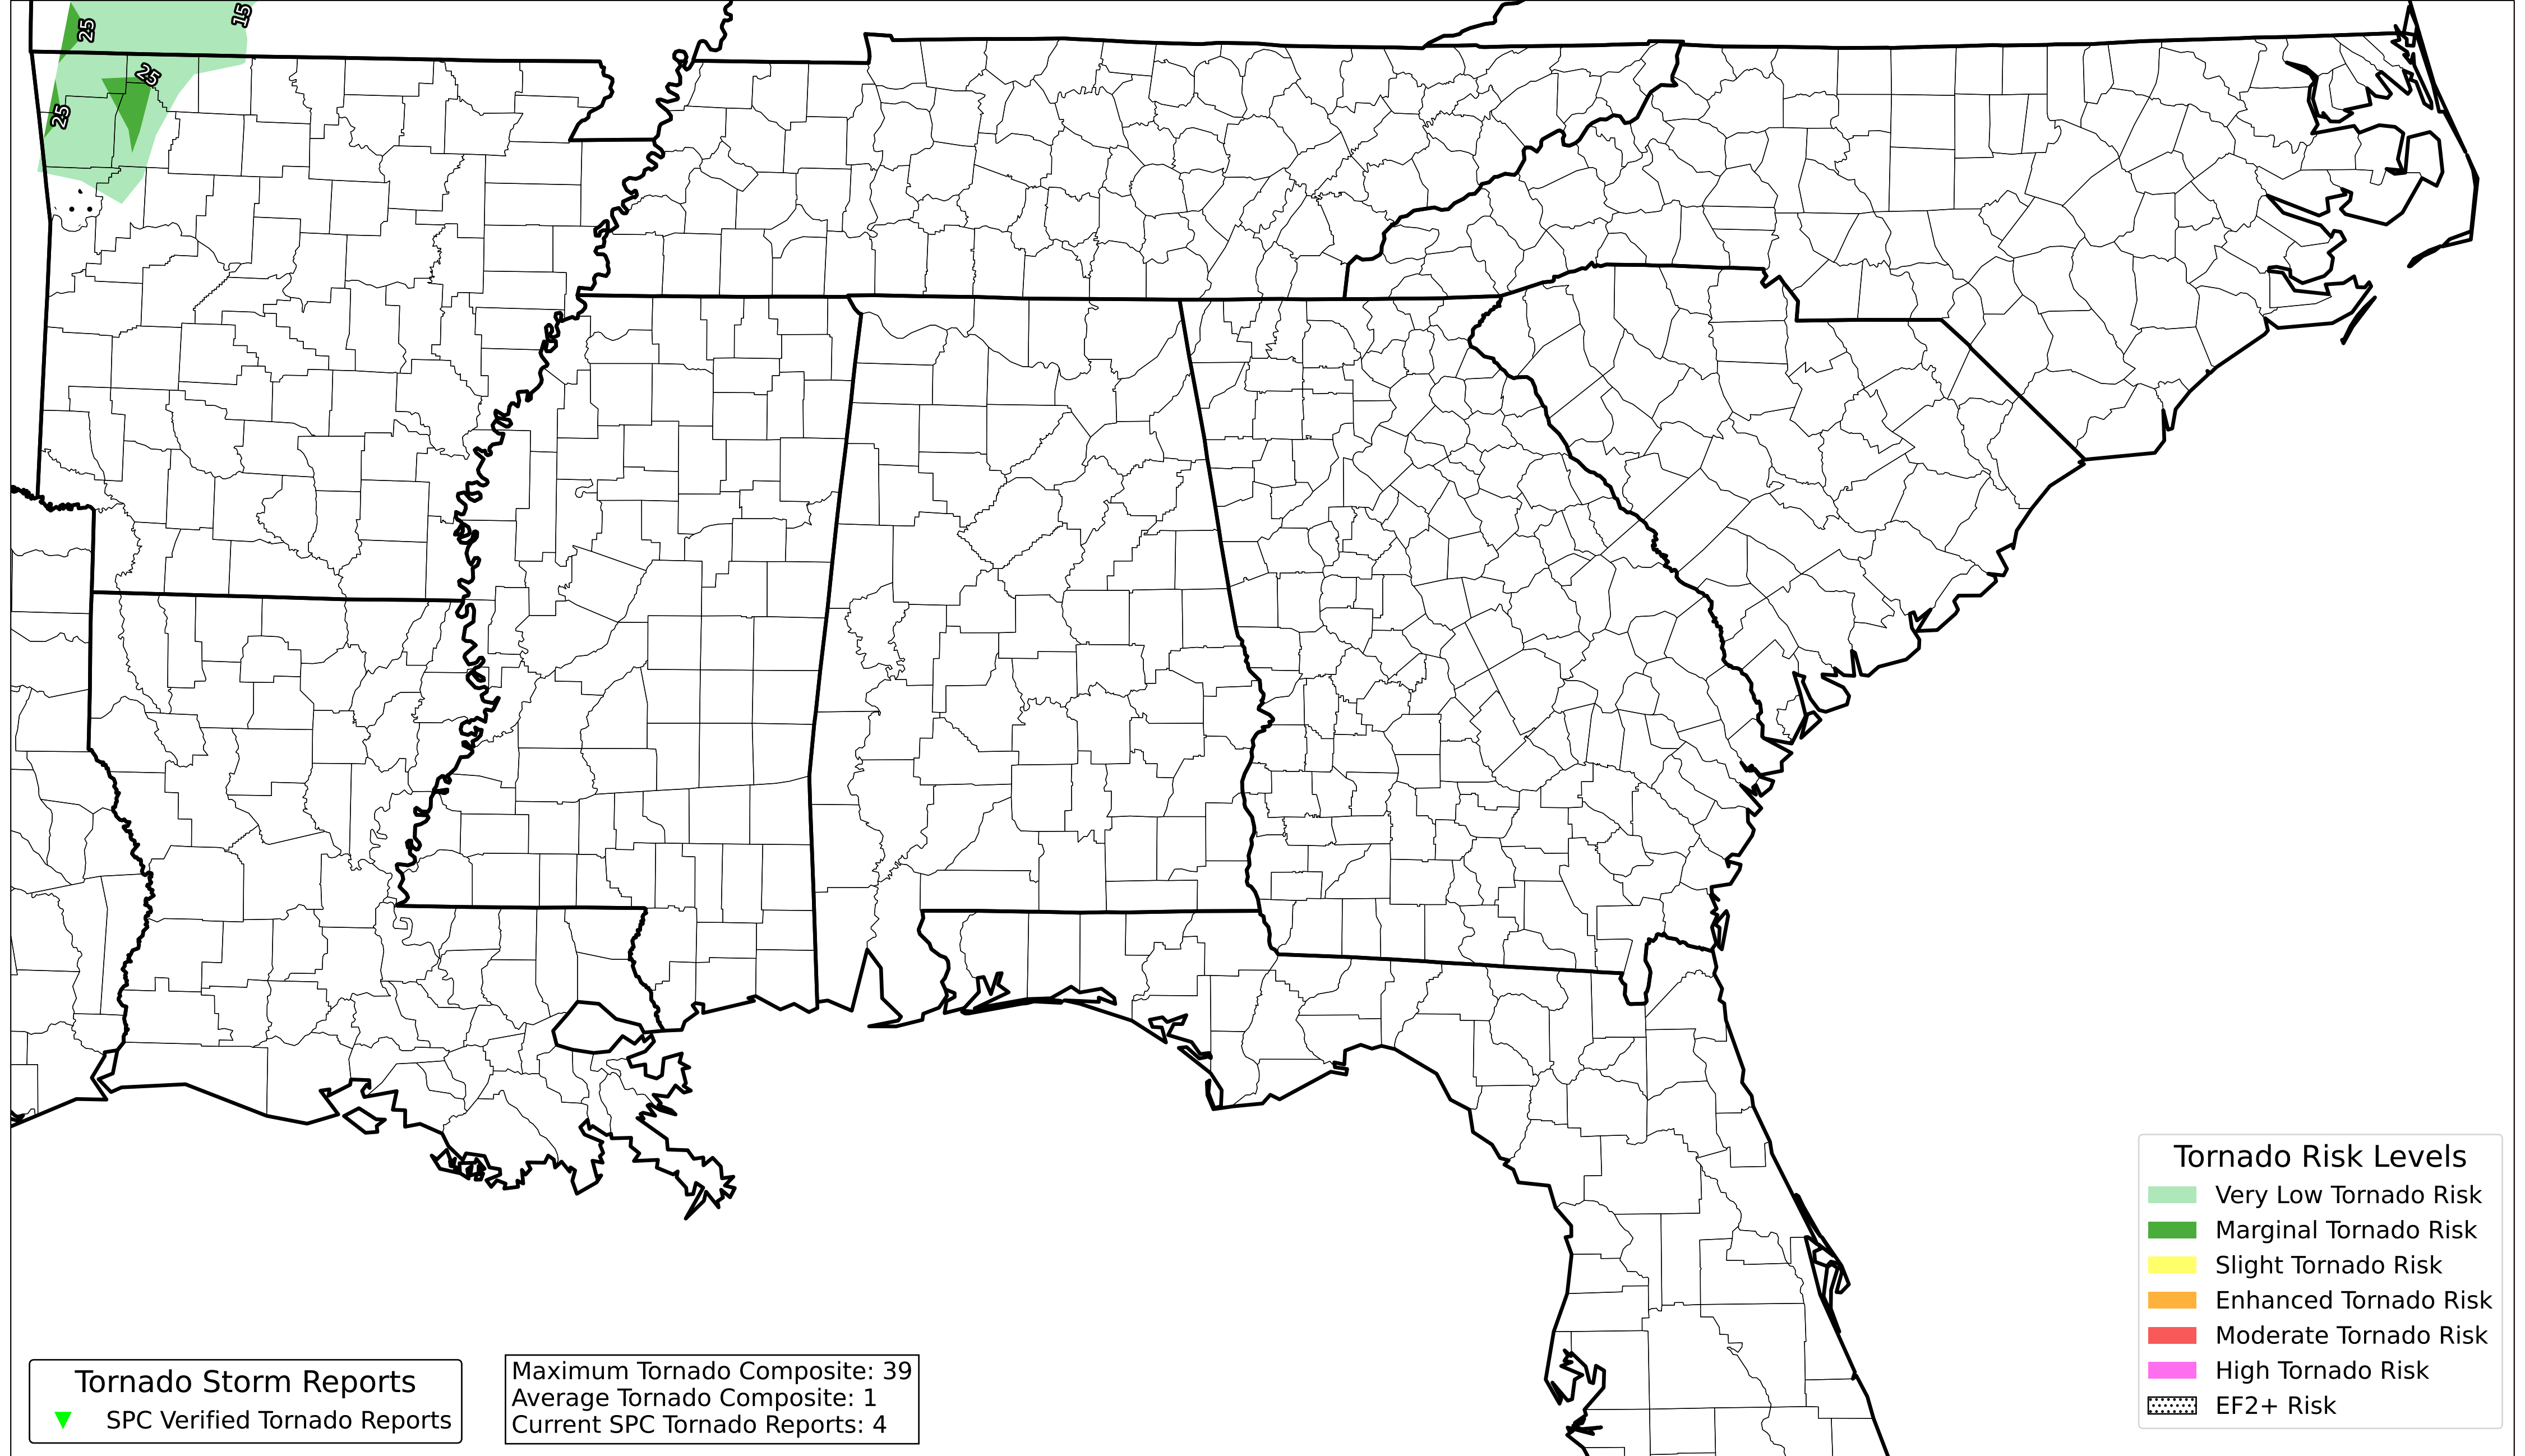 25
15
25
25
Tornado Risk Levels
Very Low Tornado Risk
Marginal Tornado Risk
Slight Tornado Risk
Enhanced Tornado Risk
Moderate Tornado Risk
High Tornado Risk
EF2+ Risk
Tornado Storm Reports
SPC Verified Tornado Reports
Maximum Tornado Composite: 39
Average Tornado Composite: 1
Current SPC Tornado Reports: 4